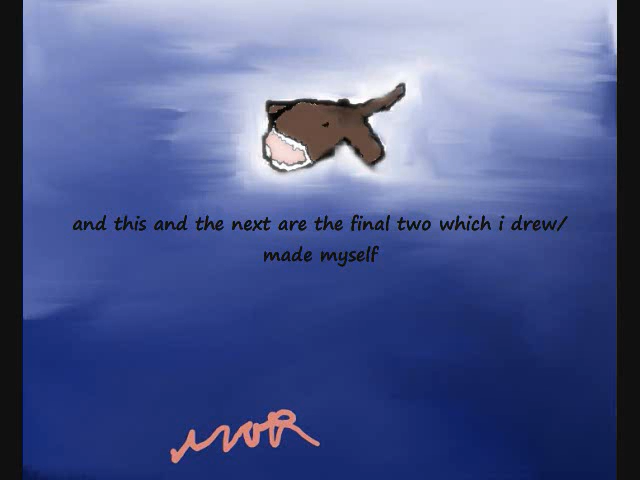 and this and the next are the final two which i drew/
made myself